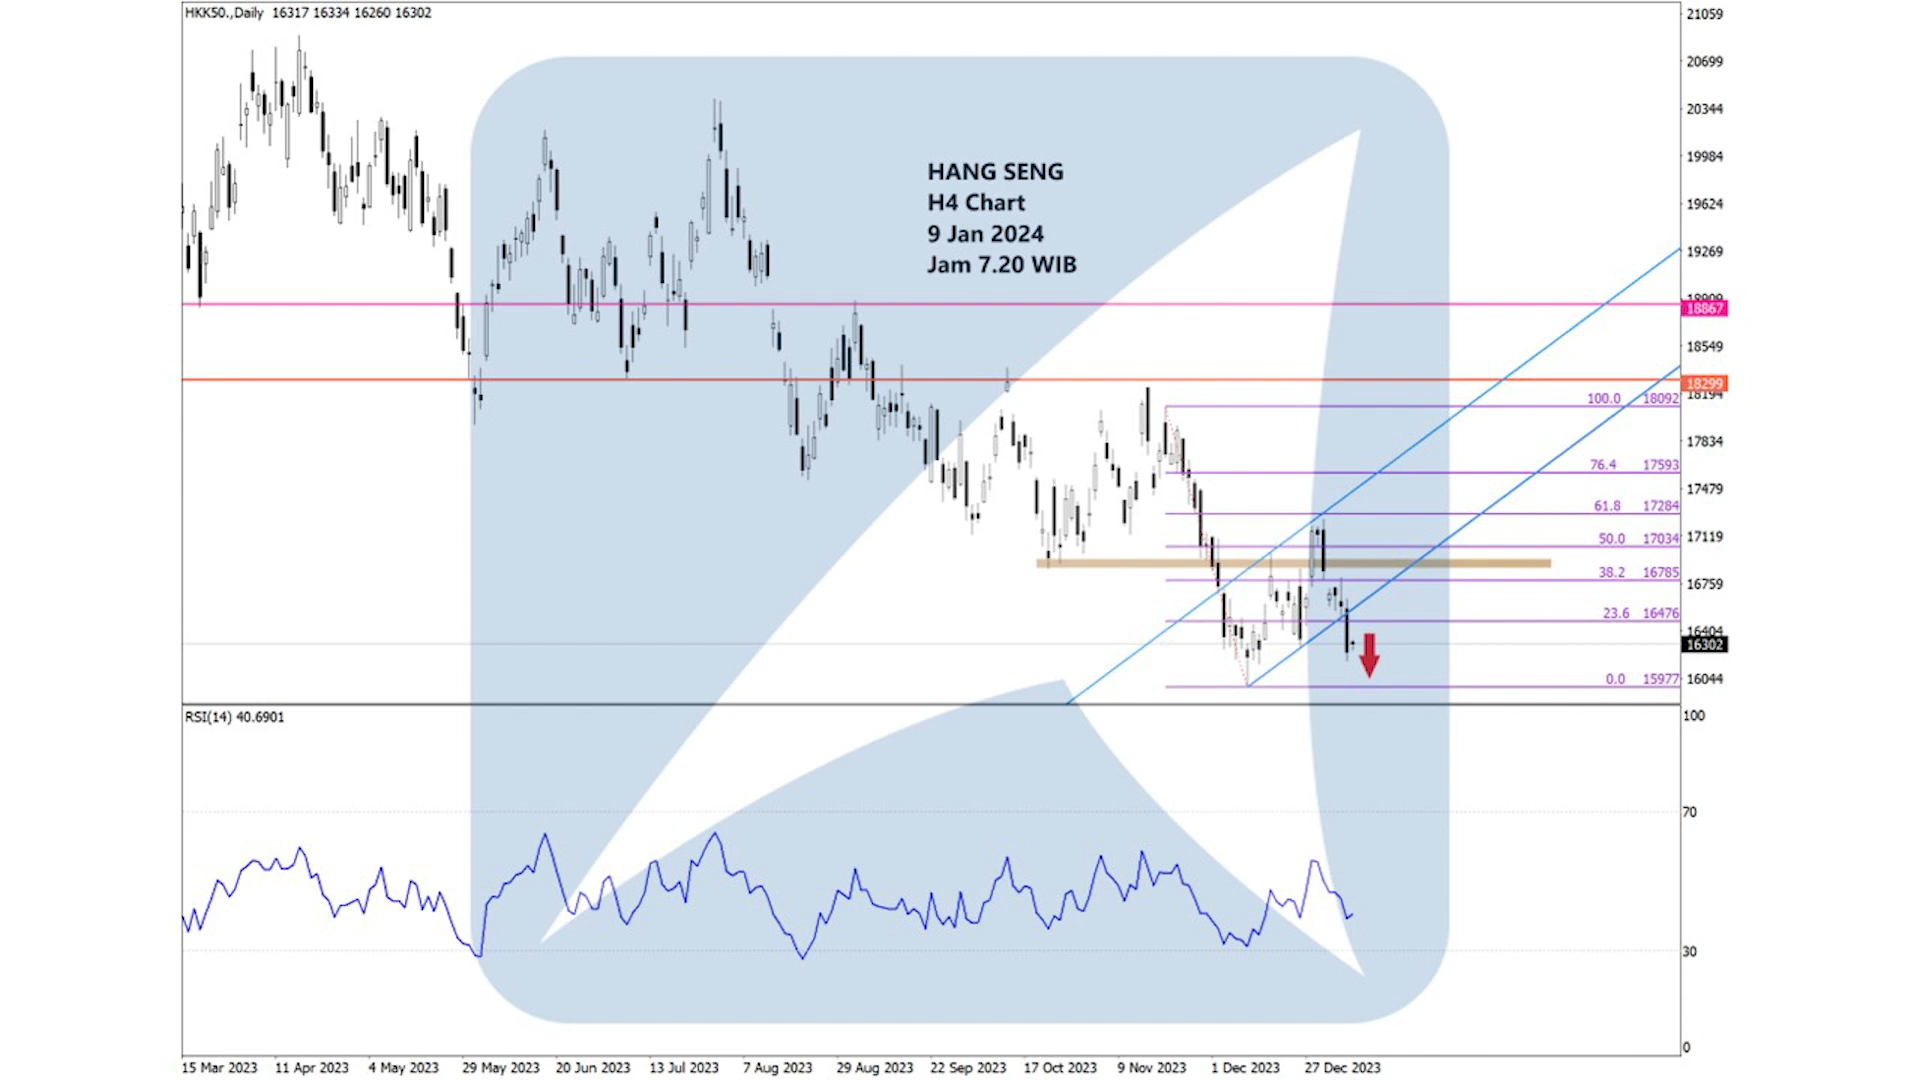 HKK50.,Daily 16317 16334 16260 16302
HANG SENG
H4 Chart
9 Jan 2024
Jam 7.20 WIB
21059
20699
20344
19984
19624
19269
18909
18867
18549
18299
18194
100.0 18092
17834
76.4 17593
17479
61.8 17284
17119
50.0 17034
38.2 16785
16759
23.6 16476
16404
16302
16044
0.0 15977
RSI(14) 40.6901
100
70
30
0
15 Mar 2023
11 Apr 2023
4 May 2023
29 May 2023
20 Jun 2023
13 Jul 2023
7 Aug 2023
29 Aug 2023
22 Sep 2023
17 Oct 2023
9 Nov 2023
1 Dec 2023
27 Dec 2023